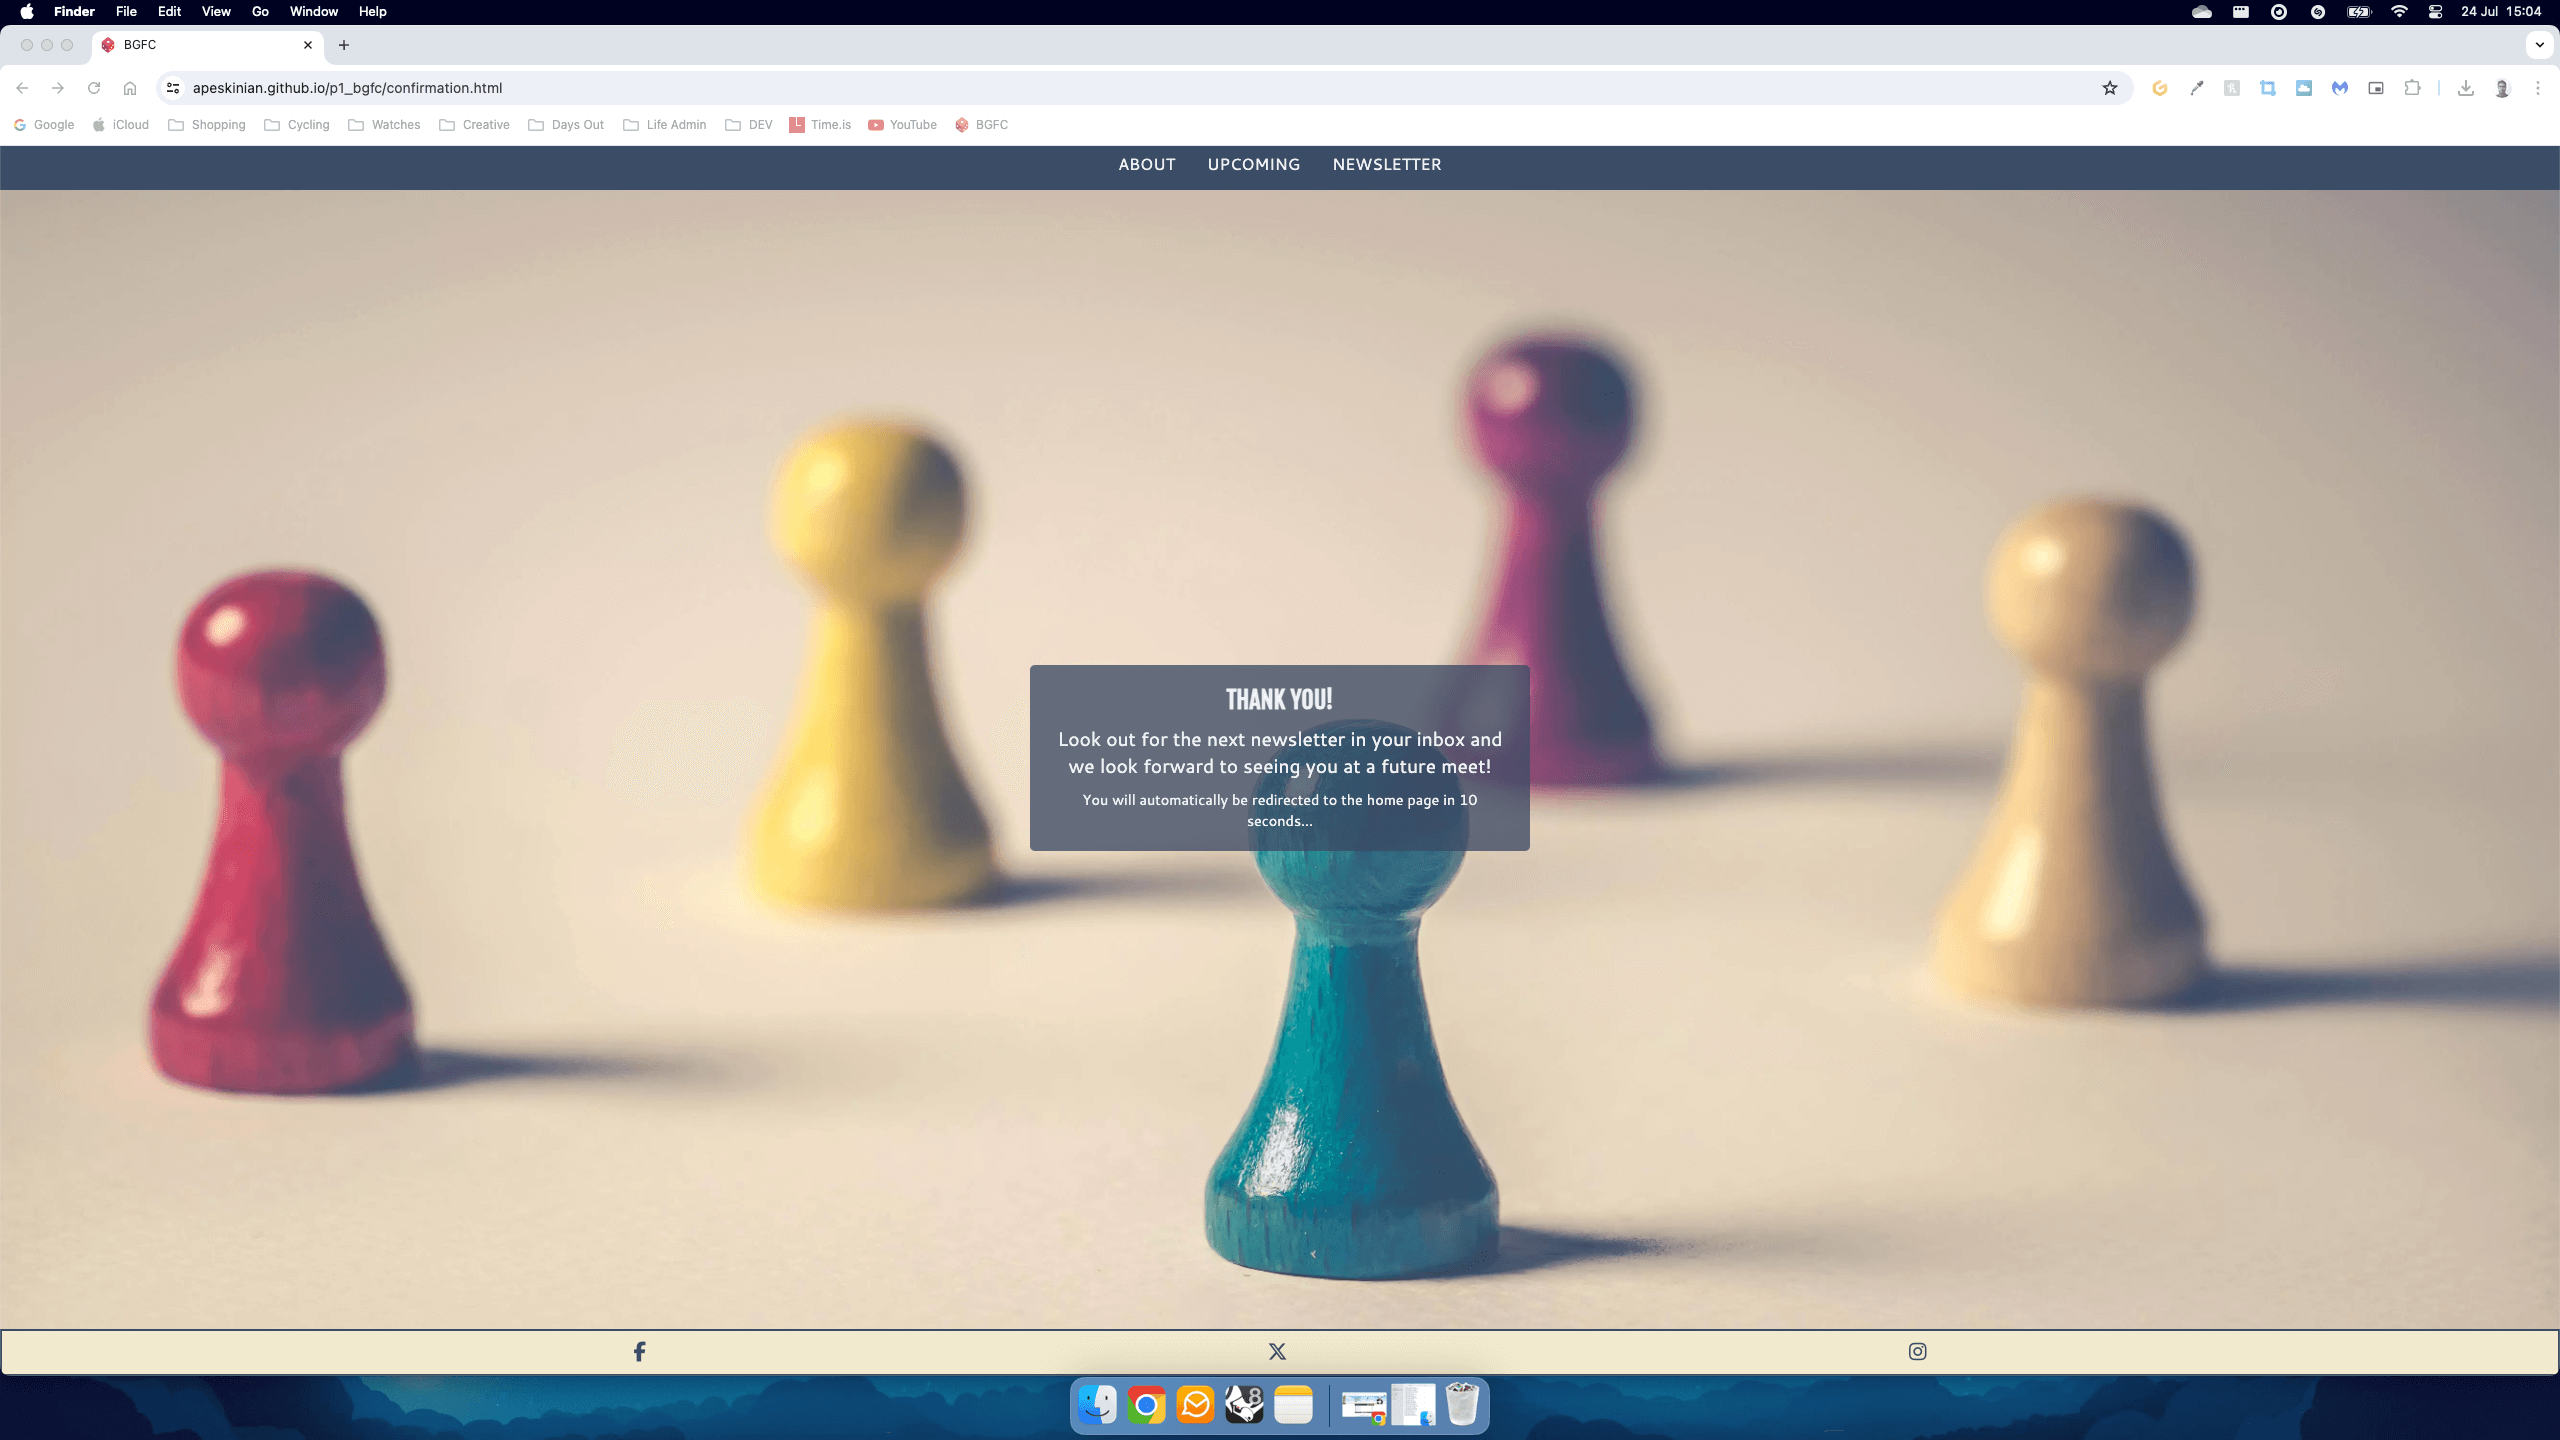 Finder File Edit View Go Window Help 24 Jul 15:04
BGFC
apeskinian.github.io/p1_bgfc/confirmation.html
Google iCloud Shopping Cycling Watches Creative Days Out Life Admin DEV Time.is YouTube BGFC
ABOUT UPCOMING NEWSLETTER
THANK YOU!
Look out for the next newsletter in your inbox and
we look forward to seeing you at a future meet!
You will automatically be redirected to the home page in 10
seconds...
8